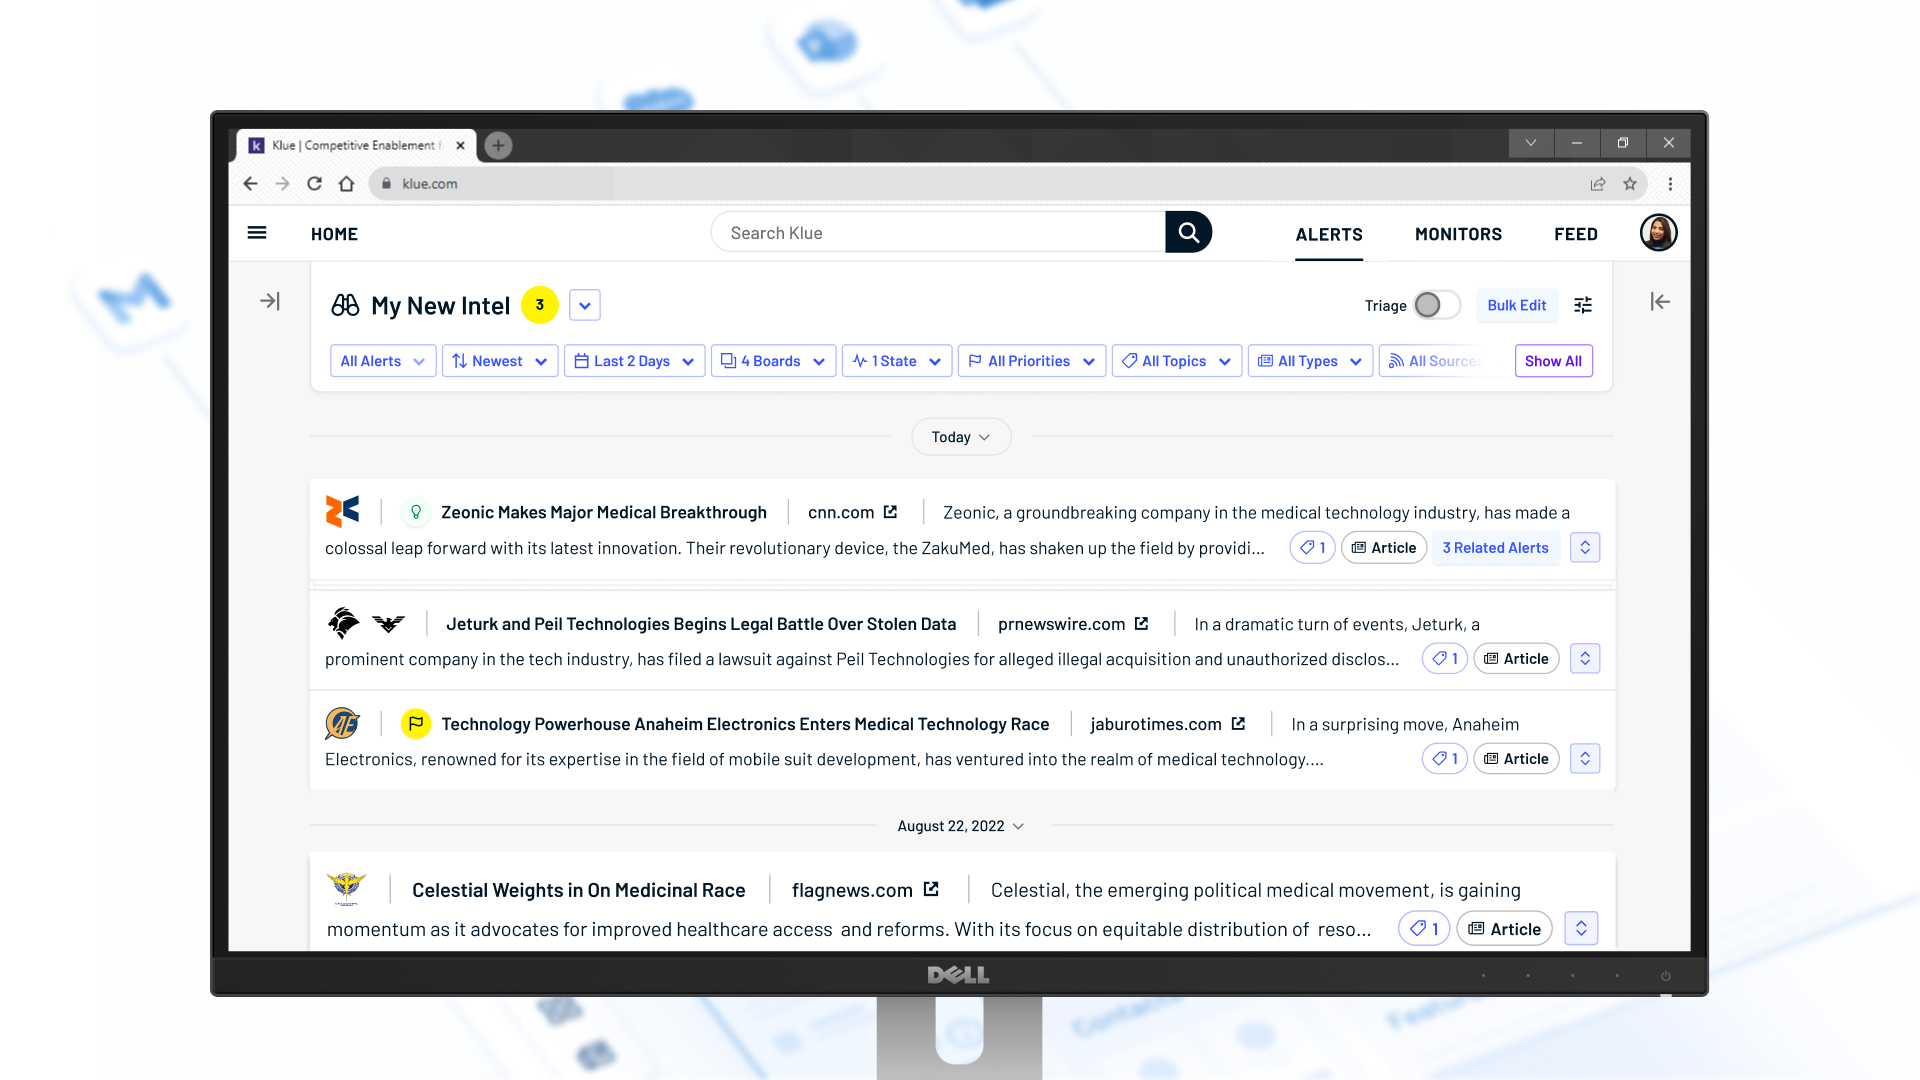 k Klue | Competitive Enablement f
klue.com
HOME
Search Klue
ALERTS MONITORS FEED
My New Intel 3
Triage Bulk Edit
All Alerts Newest Last 2 Days 4 Boards 1 State All Priorities All Topics All Types All Sources Show All
Today
Zeonic Makes Major Medical Breakthrough cnn.com Zeonic, a groundbreaking company in the medical technology industry, has made a
colossal leap forward with its latest innovation. Their revolutionary device, the ZakuMed, has shaken up the field by providi... 1 Article 3 Related Alerts
Jeturk and Peil Technologies Begins Legal Battle Over Stolen Data prnewswire.com In a dramatic turn of events, Jeturk, a
prominent company in the tech industry, has filed a lawsuit against Peil Technologies for alleged illegal acquisition and unauthorized disclos... 1 Article
AE Technology Powerhouse Anaheim Electronics Enters Medical Technology Race jaburotimes.com In a surprising move, Anaheim
Electronics, renowned for its expertise in the field of mobile suit development, has ventured into the realm of medical technology.... 1 Article
August 22, 2022
Celestial Weights in On Medicinal Race flagnews.com Celestial, the emerging political medical movement, is gaining
momentum as it advocates for improved healthcare access and reforms. With its focus on equitable distribution of reso... 1 Article
DELL
Contacts